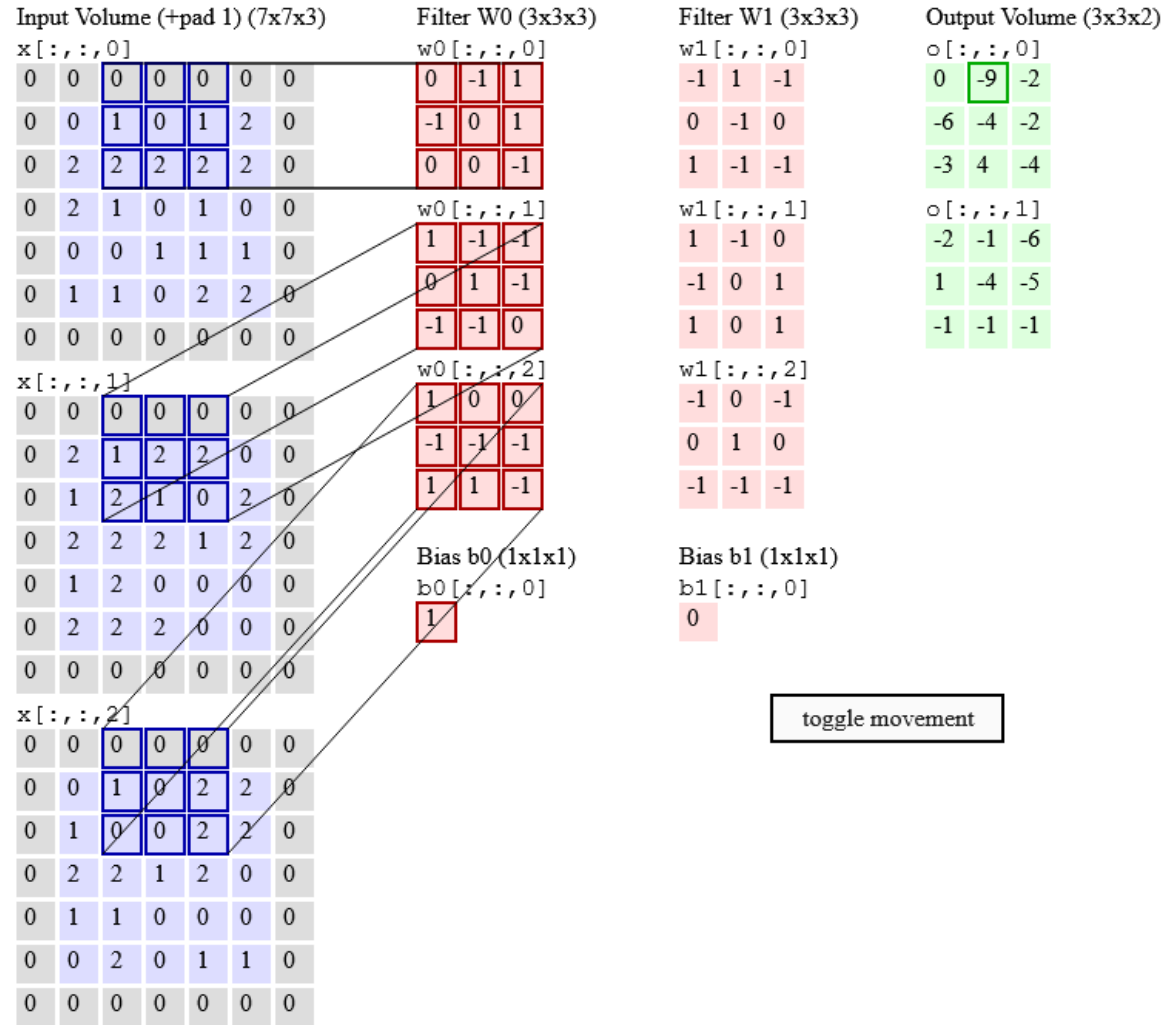 Input Volume (+pad 1) (7x7x3)
x[:,:,0]
0 0 0 0 0 0 0
0 0 1 0 1 2 0
0 2 2 2 2 2 0
0 2 1 0 1 0 0
0 0 0 1 1 1 0
0 1 1 0 2 2 0
0 0 0 0 0 0 0
x[:,:,1]
0 0 0 0 0 0 0
0 2 1 2 2 0 0
0 1 2 1 0 2 0
0 2 2 2 1 2 0
0 1 2 0 0 0 0
0 2 2 2 0 0 0
0 0 0 0 0 0 0
x[:,:,2]
0 0 0 0 0 0 0
0 0 1 0 2 2 0
0 1 0 0 2 2 0
0 2 2 1 2 0 0
0 1 1 0 0 0 0
0 0 2 0 1 1 0
0 0 0 0 0 0 0
Filter W0 (3x3x3)
w0[:,:,0]
0 -1 1
-1 0 1
0 0 -1
w0[:,:,1]
1 -1 -1
0 1 -1
-1 -1 0
w0[:,:,2]
1 0 0
-1 -1 -1
1 1 -1
Bias b0 (1x1x1)
b0[:,:,0]
1
Filter W1 (3x3x3)
w1[:,:,0]
-1 1 -1
0 -1 0
1 -1 -1
w1[:,:,1]
1 -1 0
-1 0 1
1 0 1
w1[:,:,2]
-1 0 -1
0 1 0
-1 -1 -1
Bias b1 (1x1x1)
b1[:,:,0]
0
Output Volume (3x3x2)
o[:,:,0]
0 -9 -2
-6 -4 -2
-3 4 -4
o[:,:,1]
-2 -1 -6
1 -4 -5
-1 -1 -1
toggle movement